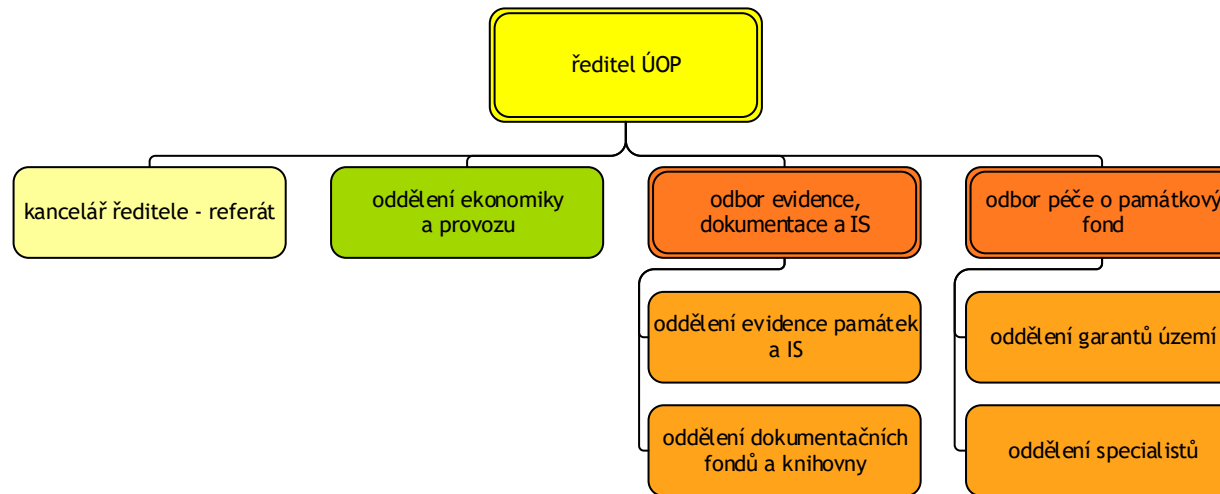 ředitel ÚOP
kancelář ředitele - referát
oddělení ekonomiky
a provozu
odbor evidence,
dokumentace a IS
odbor péče o památkový
fond
oddělení evidence památek
a IS
oddělení garantů území
oddělení dokumentačních
fondů a knihovny
oddělení specialistů